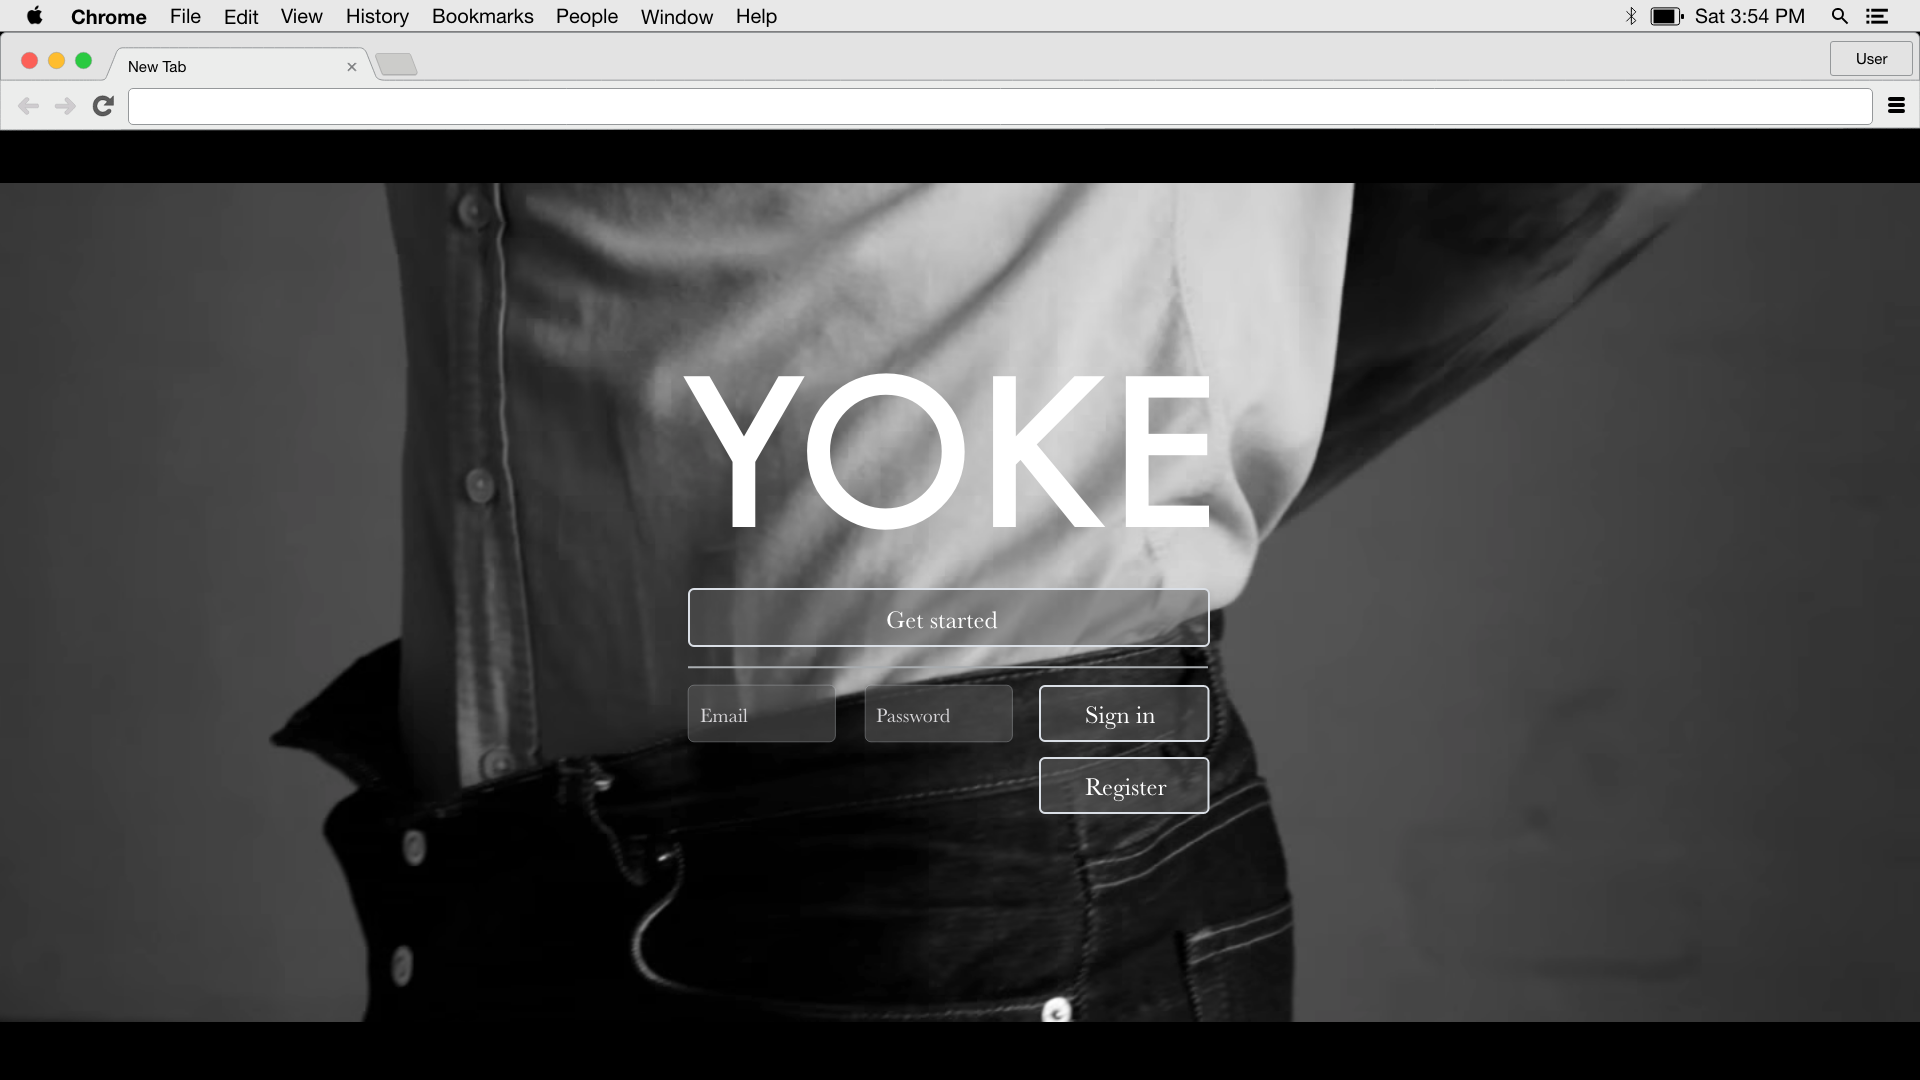 Chrome File Edit View History Bookmarks People Window Help Sat 3:54 PM
New Tab User
YOKE
Get started
Email Password Sign in
Register